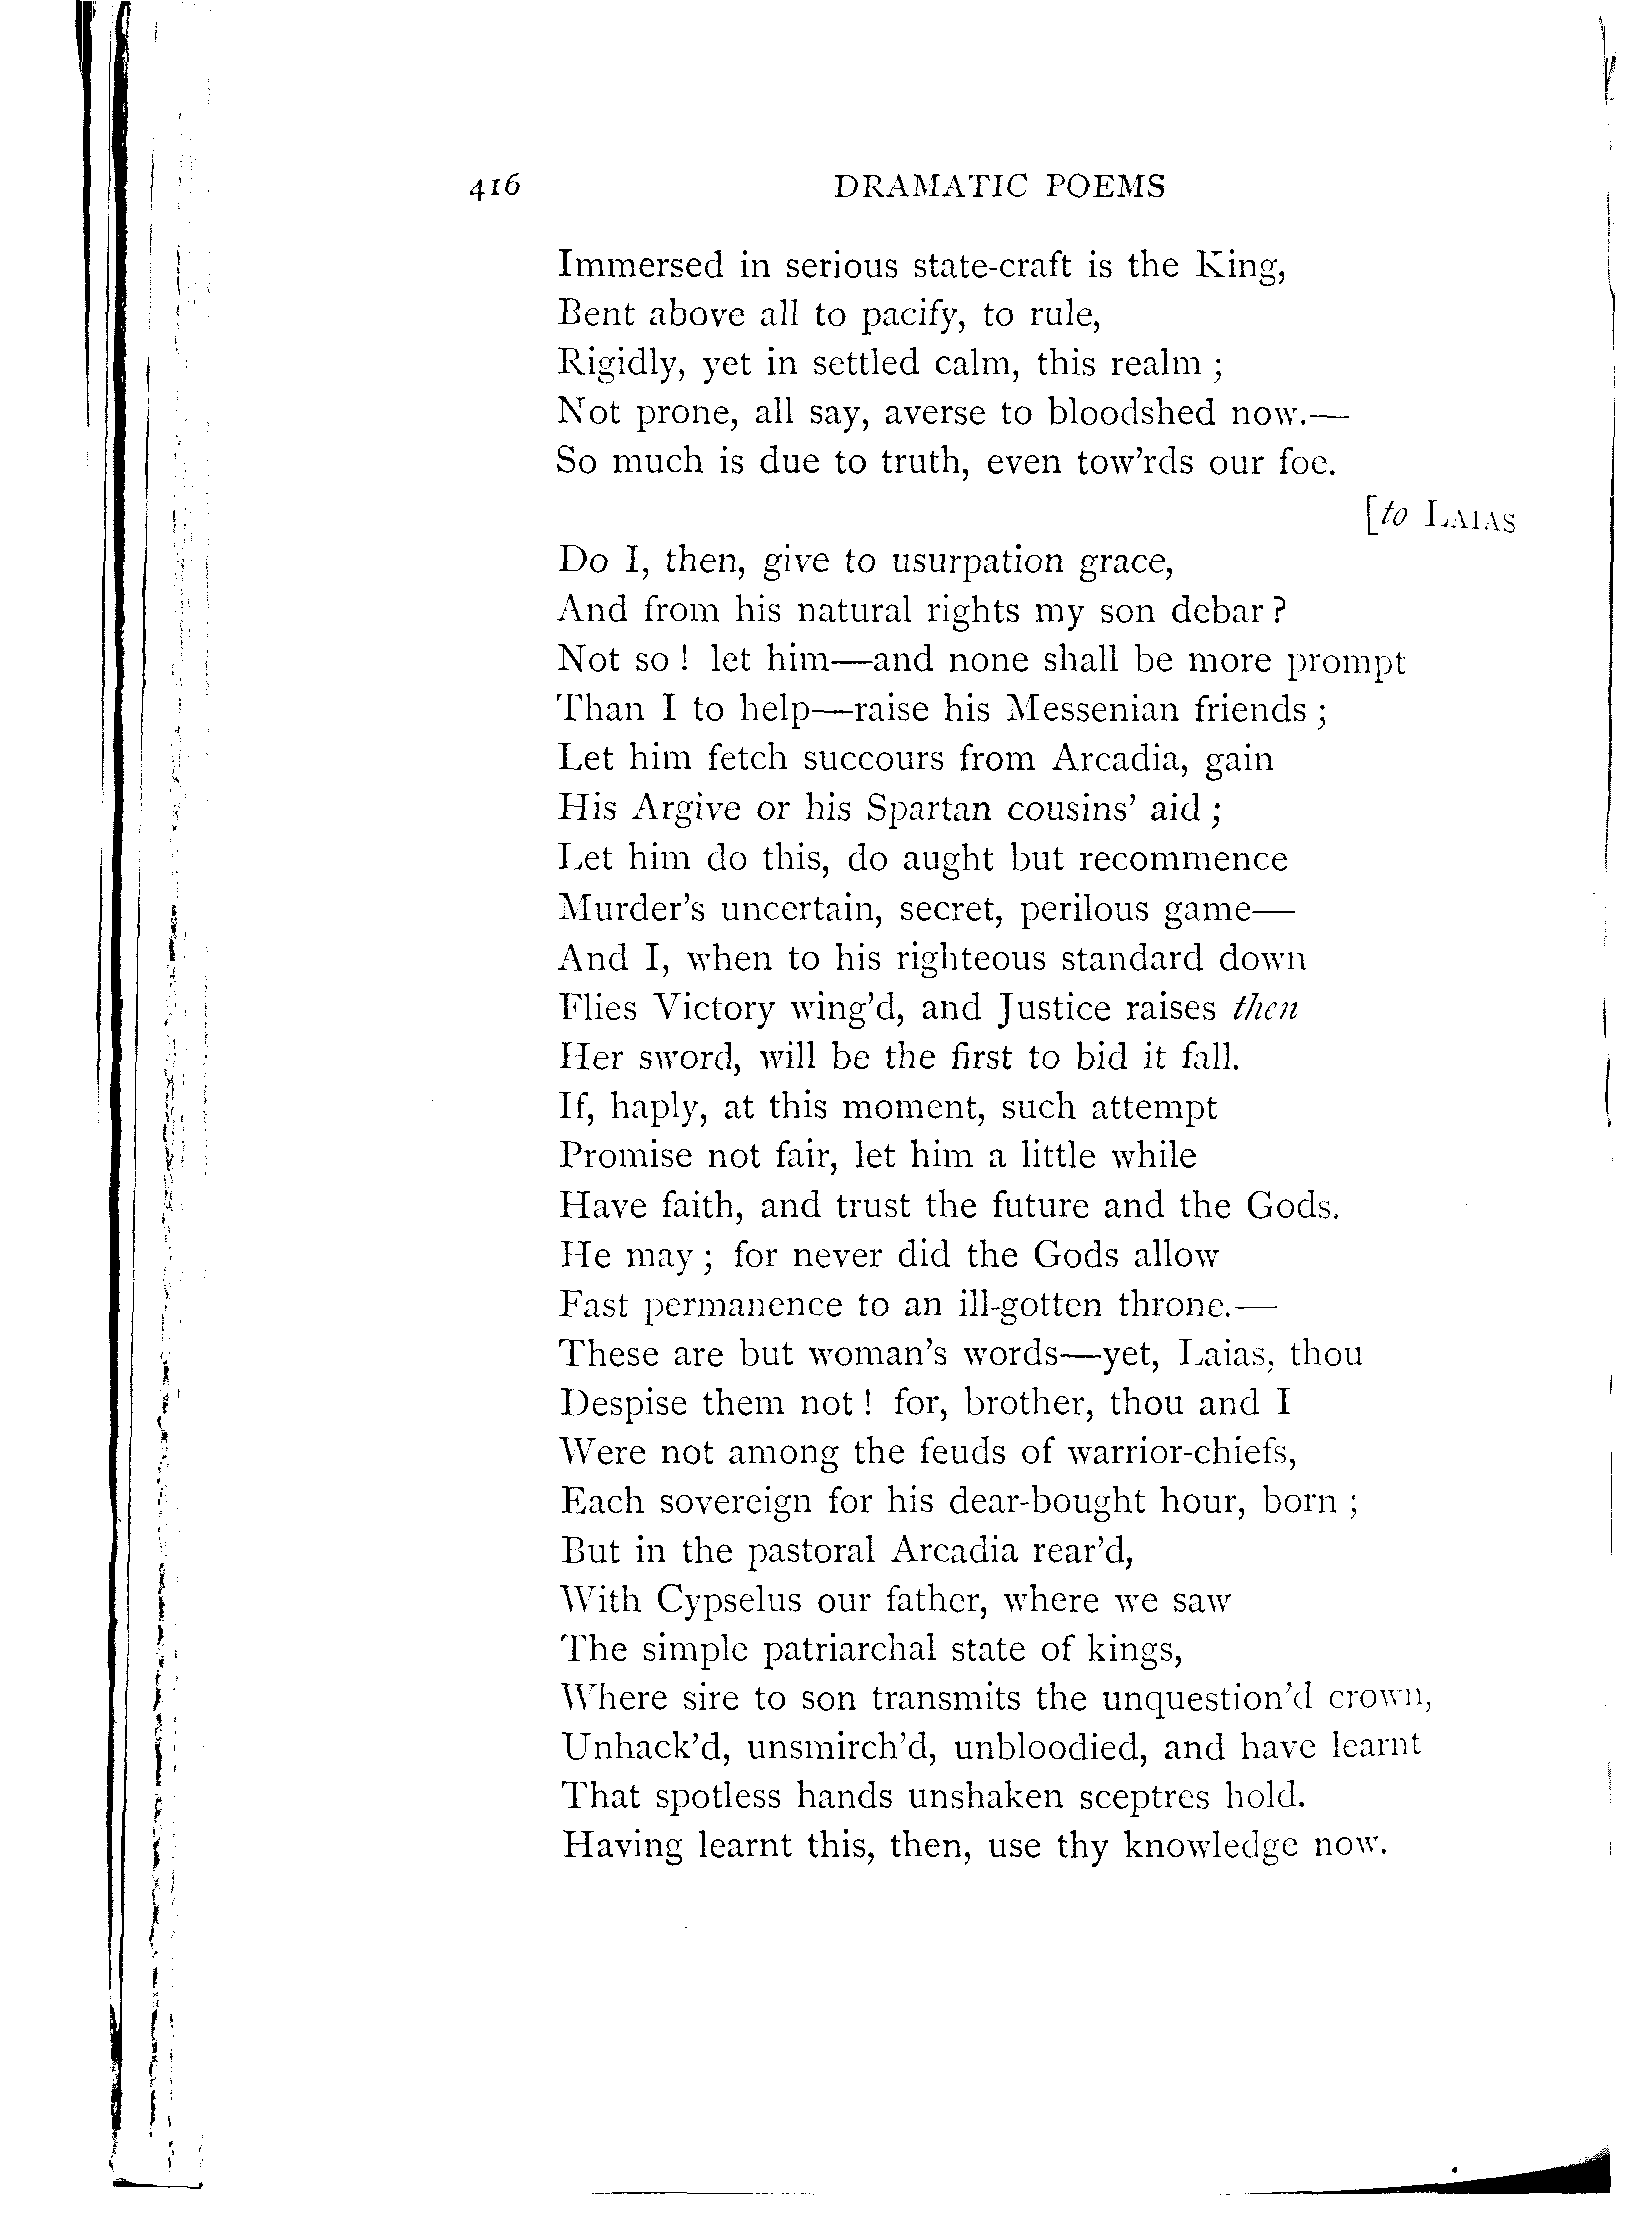 416 DRAMATIC POEMS
Immersed in serious state-craft is the King,
Bent above all to pacify, to rule,
Rigidly, yet in settled calm, this realm ;
Not prone, all say, averse to bloodshed now.—
So much is due to truth, even tow'rds our foe.
[to LAIAS
Do I, then, give to usurpation grace,
And from his natural rights my son debar ?
Not so ! let him—and none shall be more prompt
Than I to help—raise his Messenian friends ;
Let him fetch succours from Arcadia, gain
His Argive or his Spartan cousins' aid ;
Let him do this, do aught but recommence
Murder's uncertain, secret, perilous game—
And I, when to his righteous standard down
Flies Victory wing'd, and Justice raises then
Her sword, will be the first to bid it fall.
If, haply, at this moment, such attempt
Promise not fair, let him a little while
Have faith, and trust the future and the Gods.
He may ; for never did the Gods allow
Fast permanence to an ill-gotten throne.—
These are but woman's words—yet, Laias, thou
Despise them not ! for, brother, thou and I
Were not among the feuds of warrior-chiefs,
Each sovereign for his dear-bought hour, born ;
But in the pastoral Arcadia rear'd,
With Cypselus our father, where we saw
The simple patriarchal state of kings,
Where sire to son transmits the unquestion'd crown,
Unhack'd, unsmirch'd, unbloodied, and have learnt
That spotless hands unshaken sceptres hold.
Having learnt this, then, use thy knowledge now.